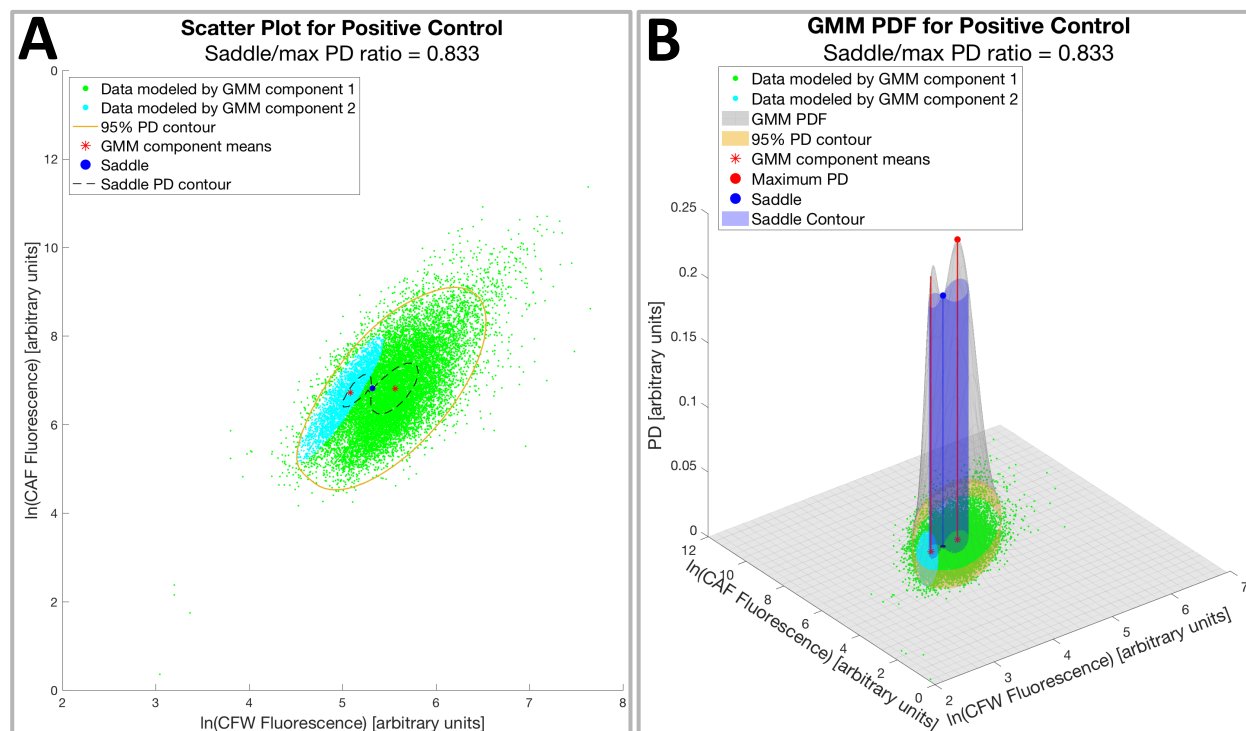 A
Scatter Plot for Positive Control
Saddle/max PD ratio = 0.833
Data modeled by GMM component 1
Data modeled by GMM component 2
95% PD contour
GMM component means
Saddle
Saddle PD contour
0
12
10
8
6
4
2
0
ln(CAF Fluorescence) [arbitrary units]
2
3
4
5
6
7
8
ln(CFW Fluorescence) [arbitrary units]
B
GMM PDF for Positive Control
Saddle/max PD ratio = 0.833
Data modeled by GMM component 1
Data modeled by GMM component 2
GMM PDF
95% PD contour
GMM component means
Maximum PD
Saddle
Saddle Contour
0.25
0.2
0.15
0.1
0.05
0
PD [arbitrary units]
12
10
8
6
4
2
0
ln(CAF Fluorescence) [arbitrary units]
2
3
4
5
6
7
ln(CFW Fluorescence) [arbitrary units]